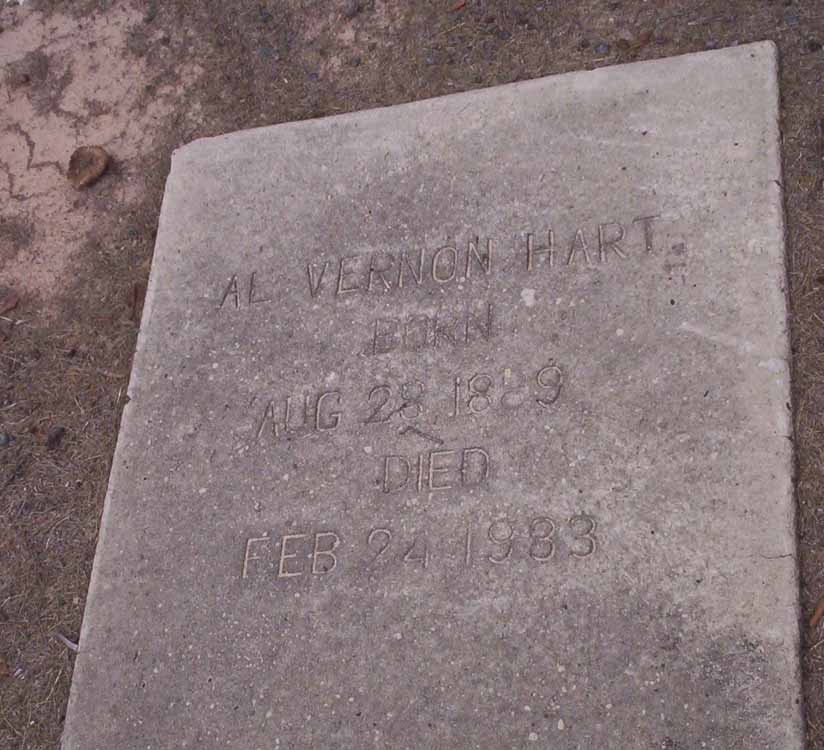 AL VERNON HART
BORN
AUG 28 1889
DIED
FEB 24 1983